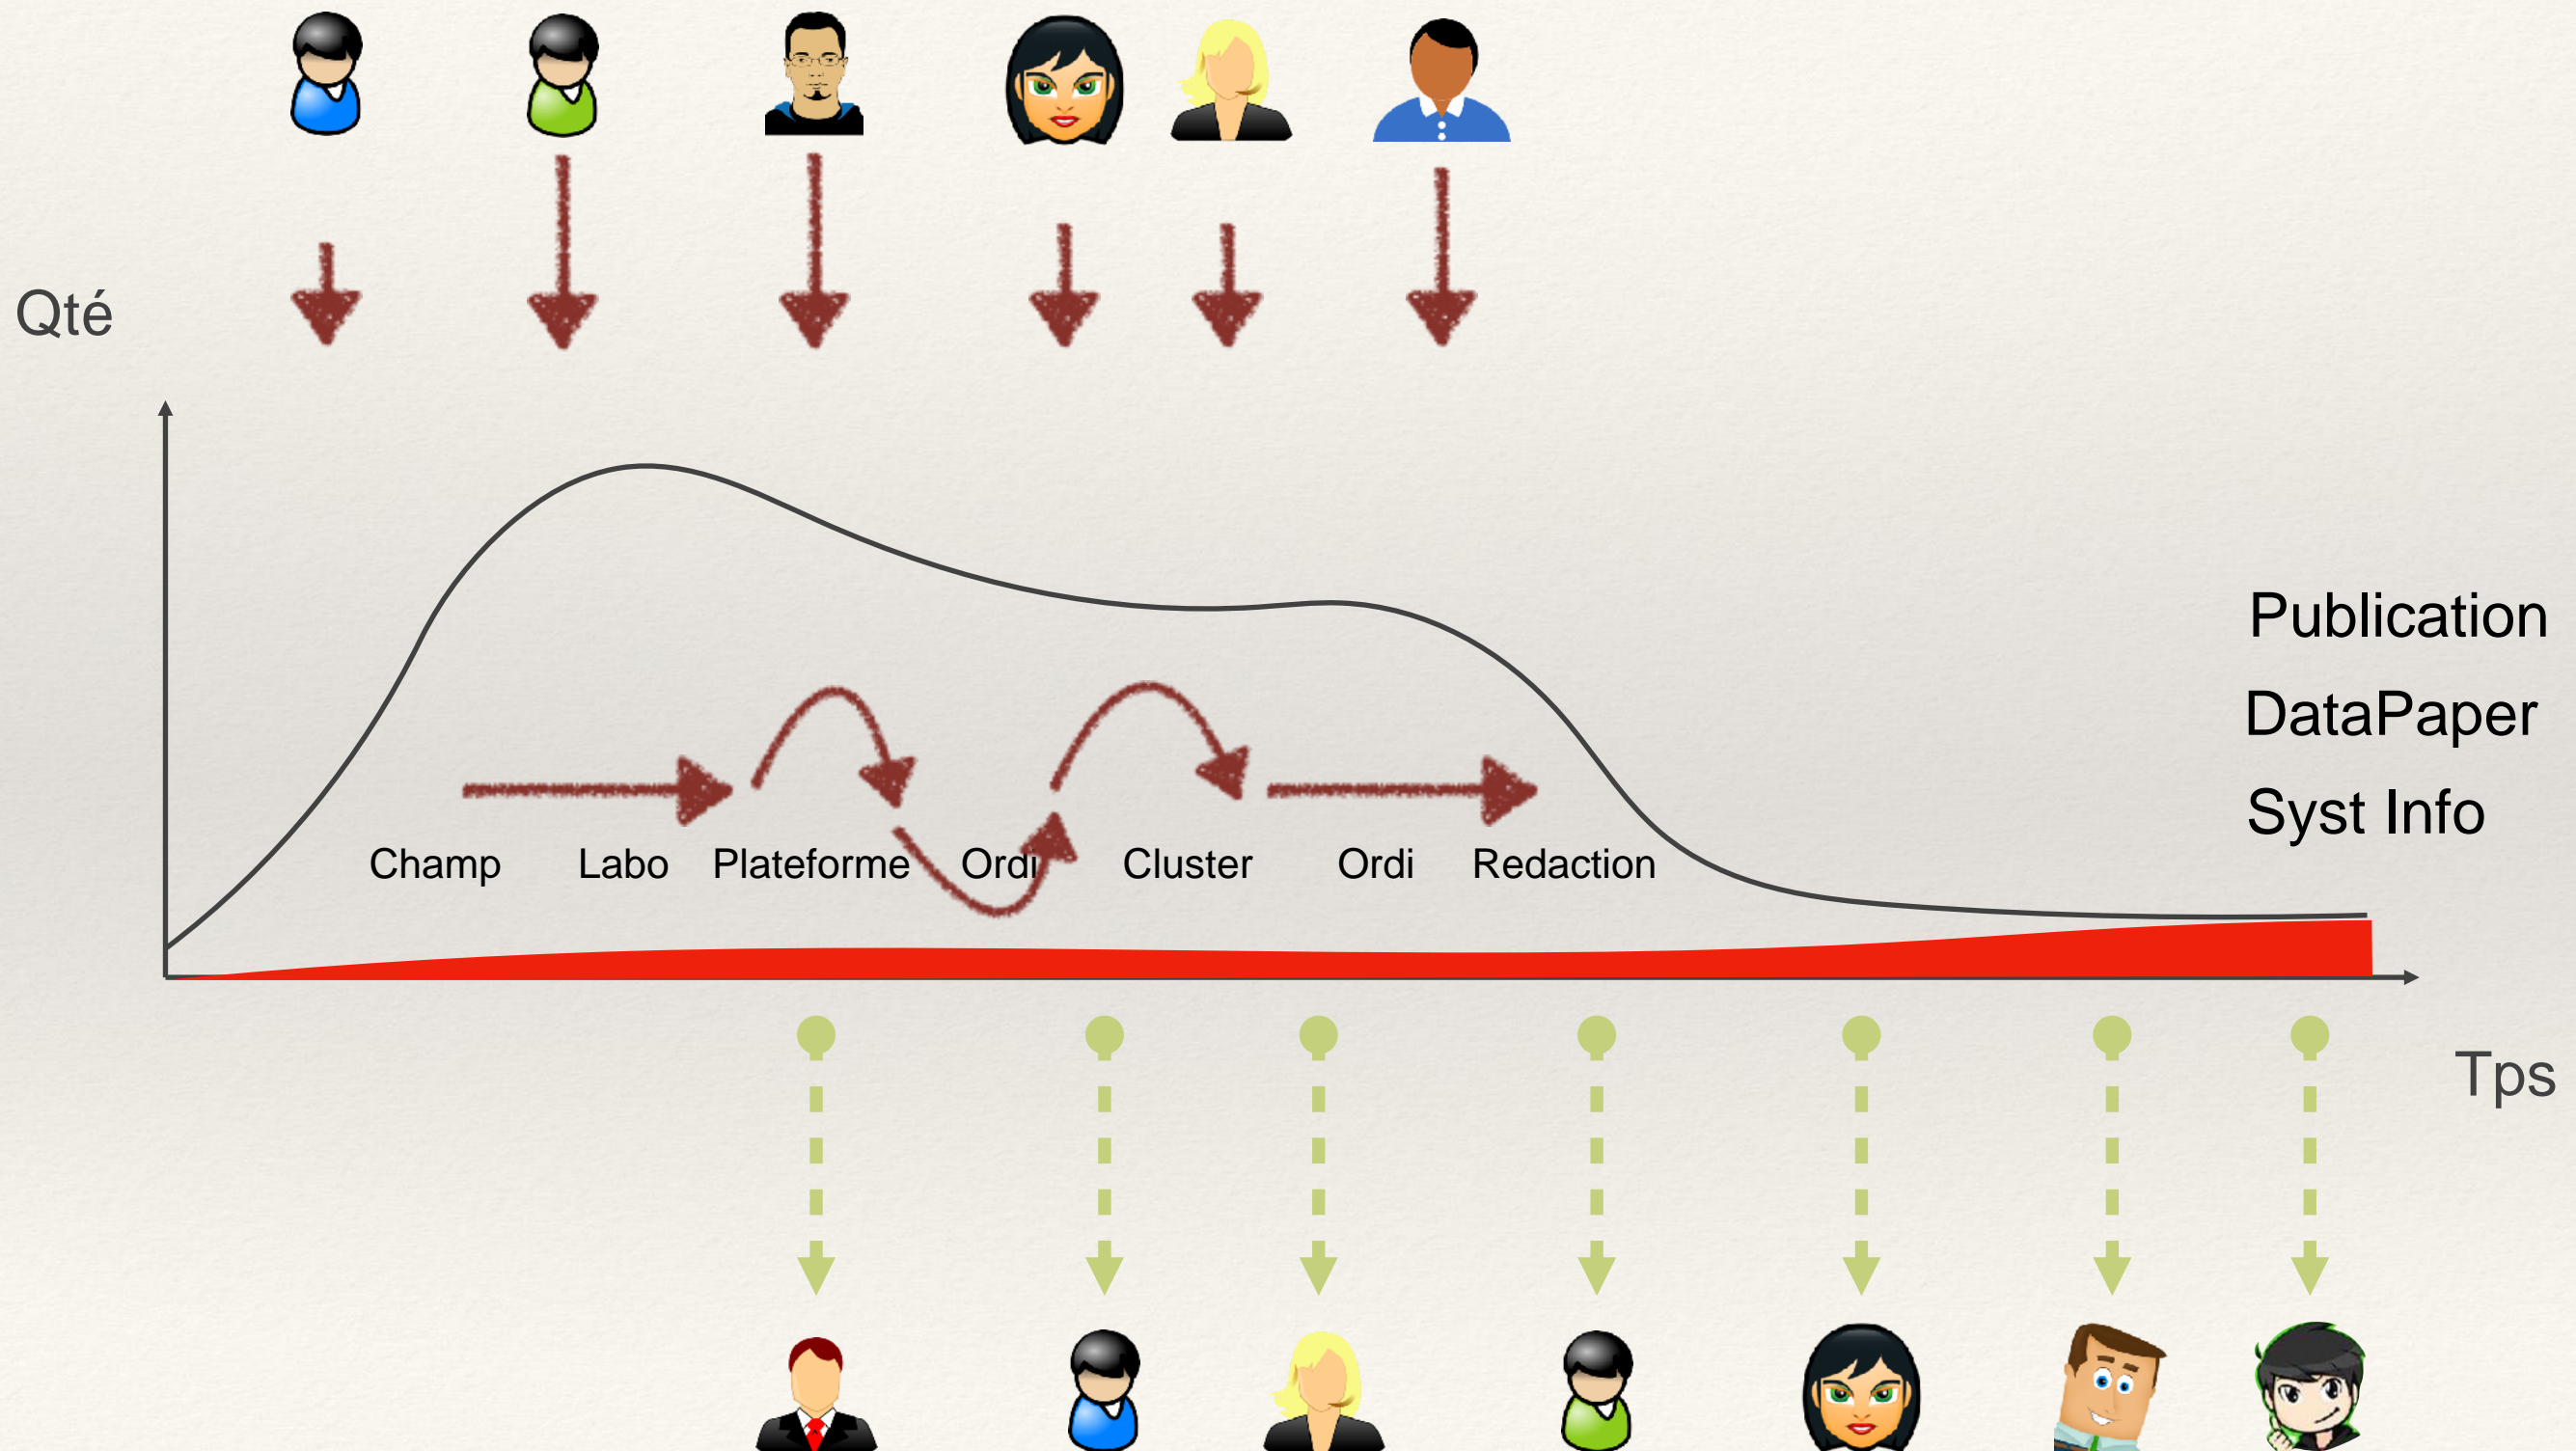 Qté
Publication
DataPaper
Syst Info
Champ Labo Plateforme Ordi Cluster Ordi Redaction
Tps